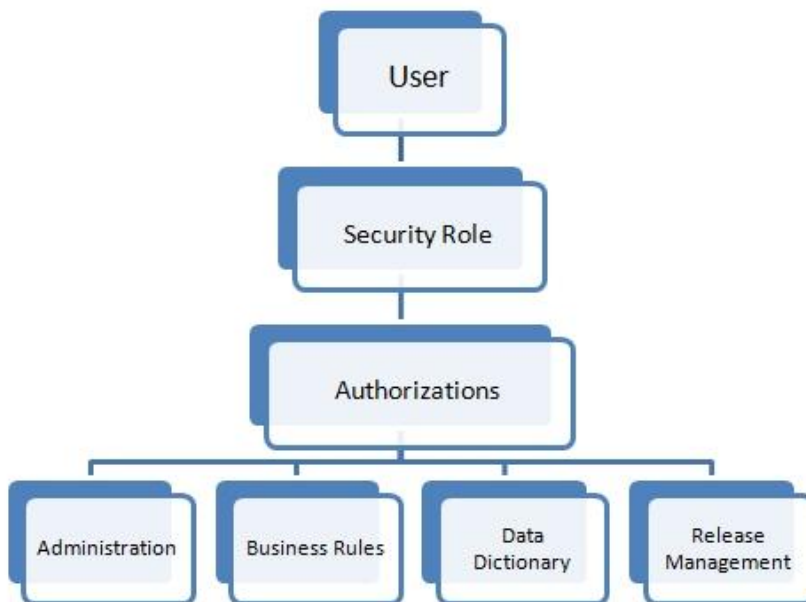 User
Security Role
Authorizations
Administration
Business Rules
Data
Dictionary
Release
Management